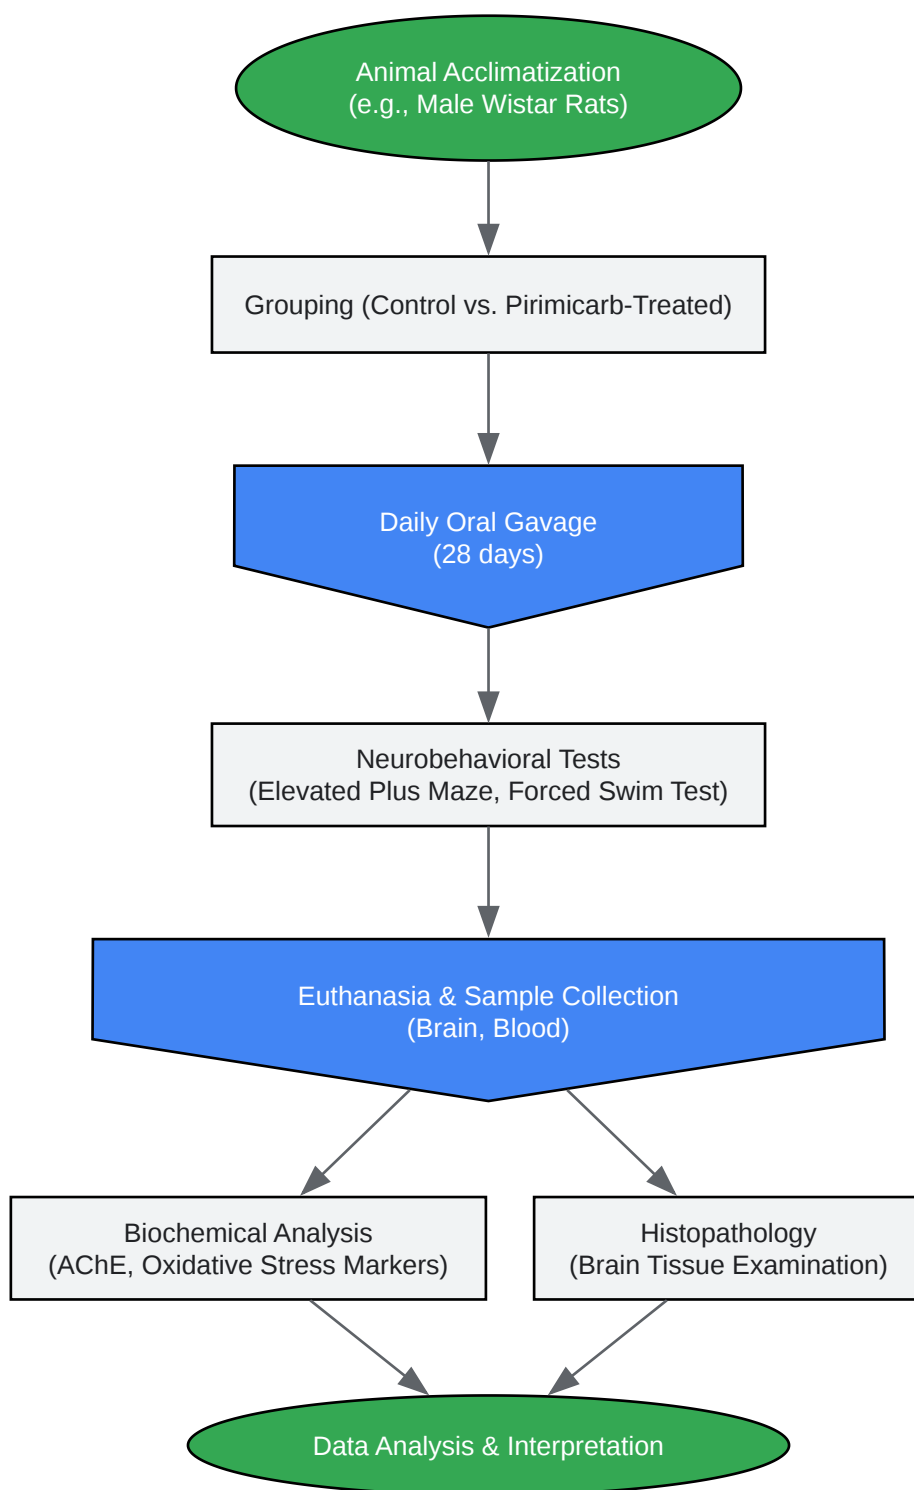 Animal Acclimatization
(e.g., Male Wistar Rats)
Grouping (Control vs. Pirimicarb-Treated)
Daily Oral Gavage
(28 days)
Neurobehavioral Tests
(Elevated Plus Maze, Forced Swim Test)
Euthanasia & Sample Collection
(Brain, Blood)
Biochemical Analysis
(AChE, Oxidative Stress Markers)
Histopathology
(Brain Tissue Examination)
Data Analysis & Interpretation